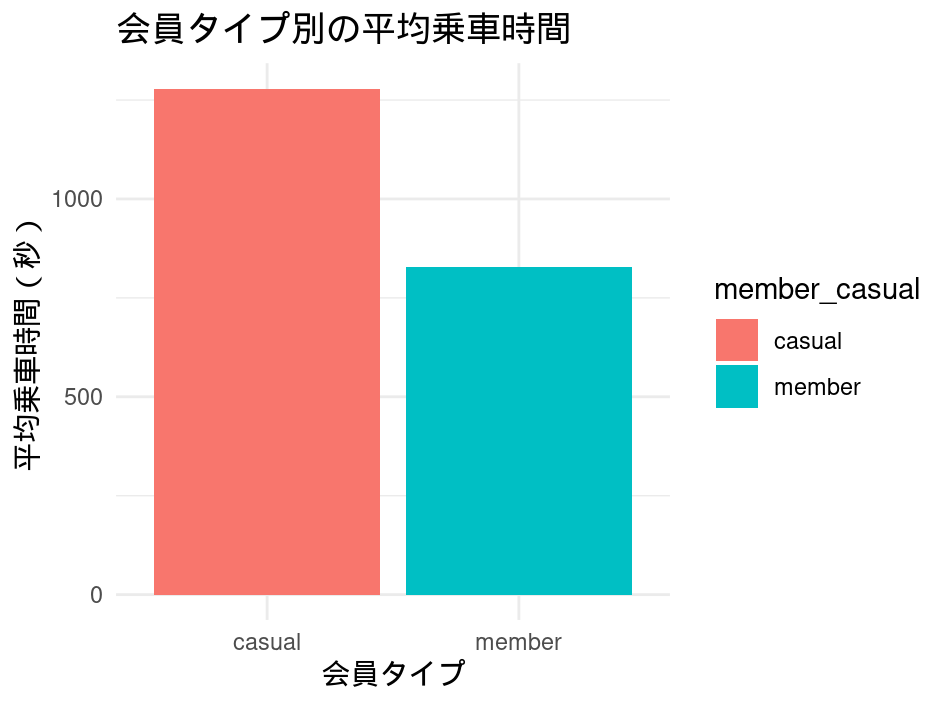 会員タイプ別の平均乗車時間
平均乗車時間（秒）
1000
500
0
casual
member
会員タイプ
member_casual
casual
member